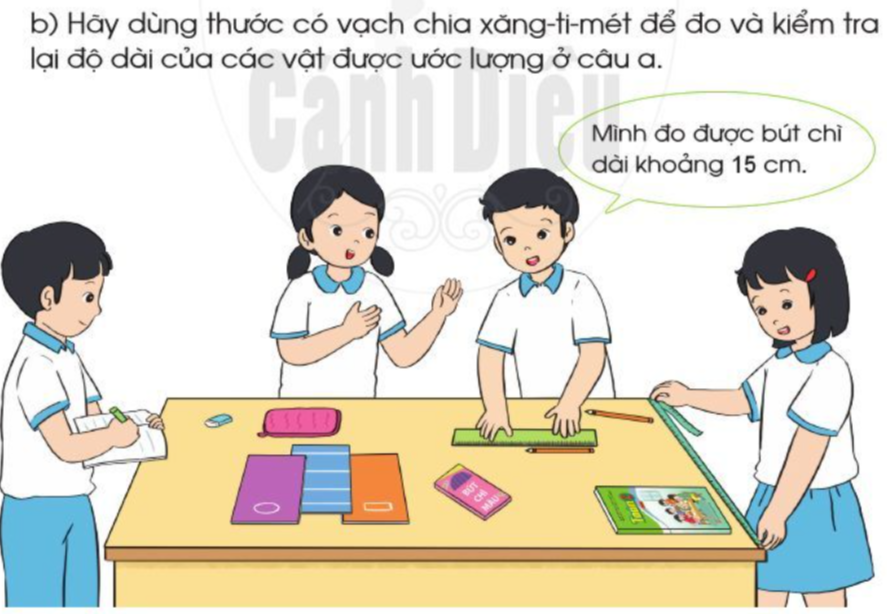 b) Hãy dùng thước có vạch chia xăng-ti-mét để đo và kiểm tra
lại độ dài của các vật được ước lượng ở câu a.
Cánh Diều
Mình đo được bút chì
dài khoảng 15 cm.
BÚT
CHÌ
MÀU